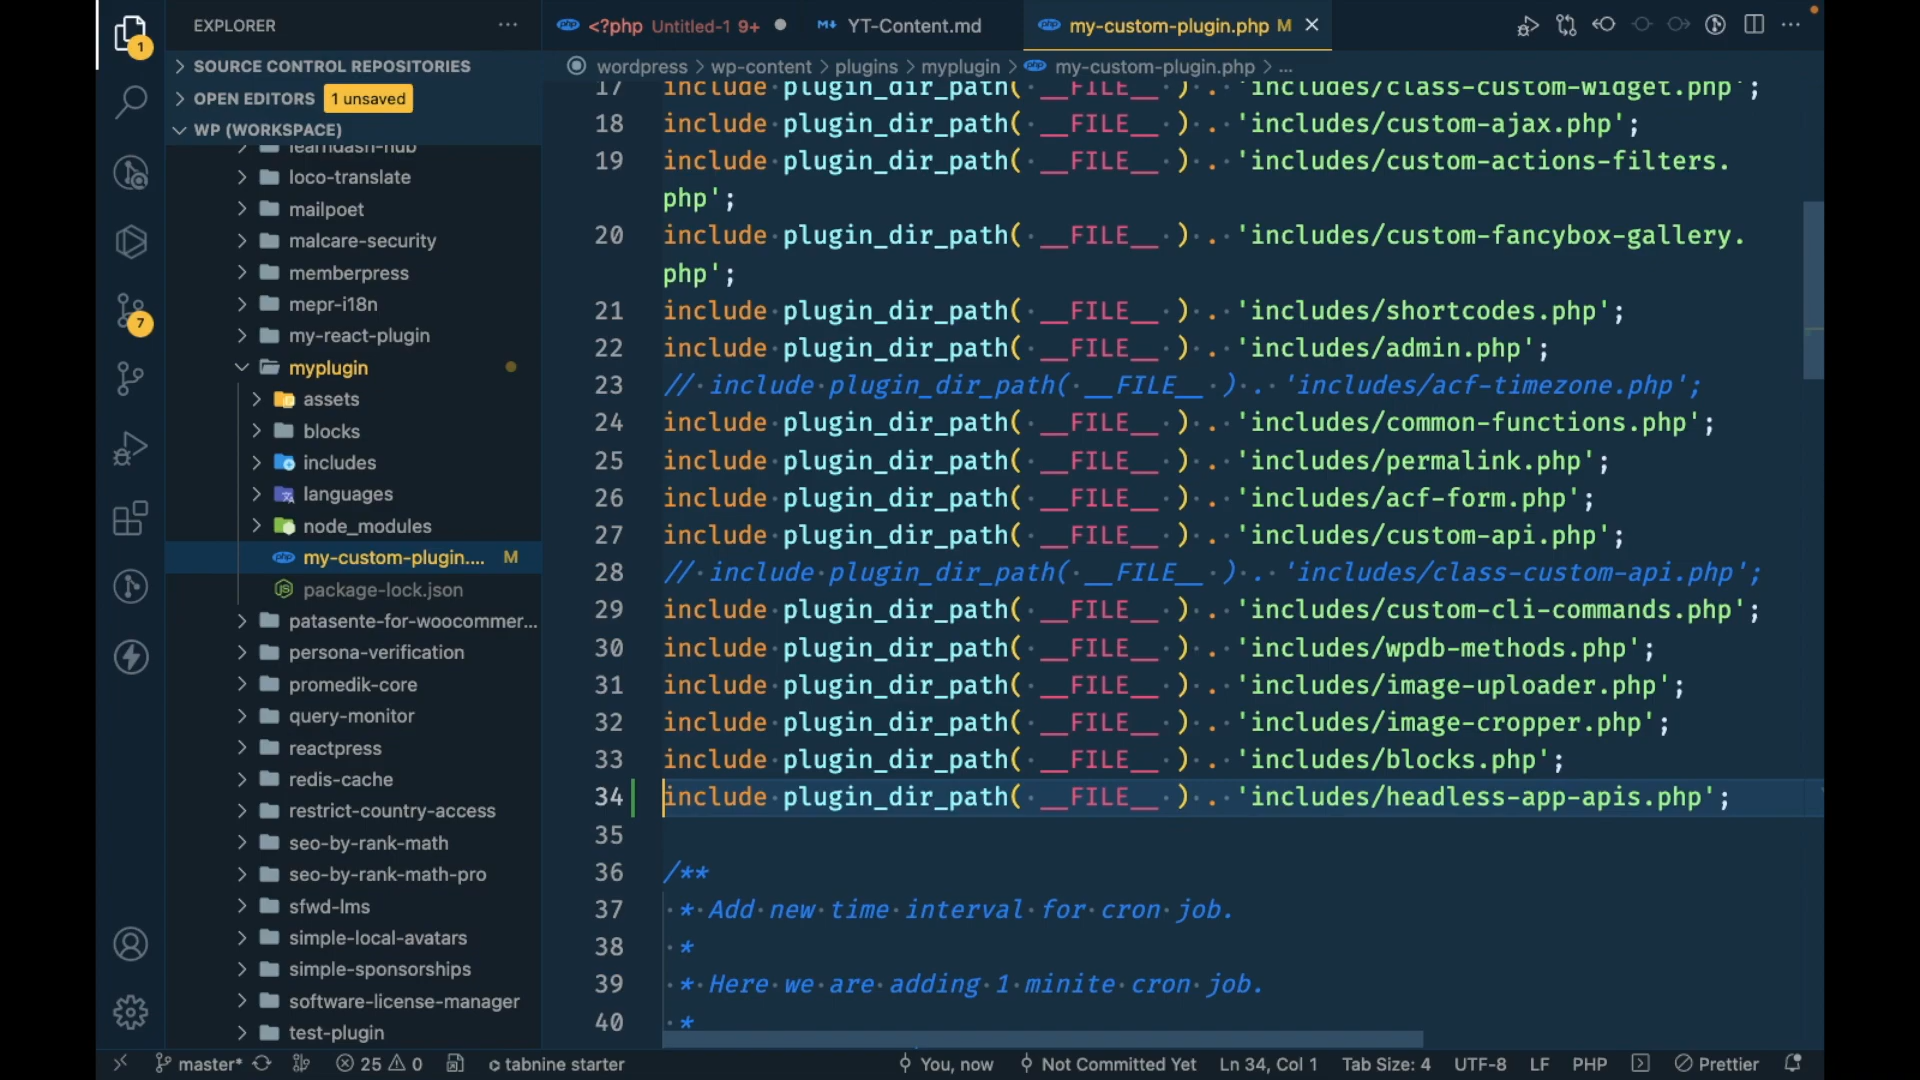 EXPLORER
<?php Untitled-1 9+
YT-Content.md
my-custom-plugin.php M
SOURCE CONTROL REPOSITORIES
OPEN EDITORS 1 unsaved
WP (WORKSPACE)
learndash-hub
loco-translate
mailpoet
malcare-security
memberpress
mepr-i18n
my-react-plugin
myplugin
assets
blocks
includes
languages
node_modules
my-custom-plugin.... M
package-lock.json
patasente-for-woocommer...
persona-verification
promedik-core
query-monitor
reactpress
redis-cache
restrict-country-access
seo-by-rank-math
seo-by-rank-math-pro
sfwd-lms
simple-local-avatars
simple-sponsorships
software-license-manager
test-plugin
1
7
wordpress > wp-content > plugins > myplugin > my-custom-plugin.php > ...
17 include plugin_dir_path( __FILE__ ) . 'includes/class-custom-widget.php';
18 include plugin_dir_path( __FILE__ ) . 'includes/custom-ajax.php';
19 include plugin_dir_path( __FILE__ ) . 'includes/custom-actions-filters.
php';
20 include plugin_dir_path( __FILE__ ) . 'includes/custom-fancybox-gallery.
php';
21 include plugin_dir_path( __FILE__ ) . 'includes/shortcodes.php';
22 include plugin_dir_path( __FILE__ ) . 'includes/admin.php';
23 // include plugin_dir_path( __FILE__ ) . 'includes/acf-timezone.php';
24 include plugin_dir_path( __FILE__ ) . 'includes/common-functions.php';
25 include plugin_dir_path( __FILE__ ) . 'includes/permalink.php';
26 include plugin_dir_path( __FILE__ ) . 'includes/acf-form.php';
27 include plugin_dir_path( __FILE__ ) . 'includes/custom-api.php';
28 // include plugin_dir_path( __FILE__ ) . 'includes/class-custom-api.php';
29 include plugin_dir_path( __FILE__ ) . 'includes/custom-cli-commands.php';
30 include plugin_dir_path( __FILE__ ) . 'includes/wpdb-methods.php';
31 include plugin_dir_path( __FILE__ ) . 'includes/image-uploader.php';
32 include plugin_dir_path( __FILE__ ) . 'includes/image-cropper.php';
33 include plugin_dir_path( __FILE__ ) . 'includes/blocks.php';
34 include plugin_dir_path( __FILE__ ) . 'includes/headless-app-apis.php';
35
36 /**
37 * Add new time interval for cron job.
38 *
39 * Here we are adding 1 minite cron job.
40 *
master* 25 0 tabnine starter You, now Not Committed Yet Ln 34, Col 1 Tab Size: 4 UTF-8 LF PHP Prettier